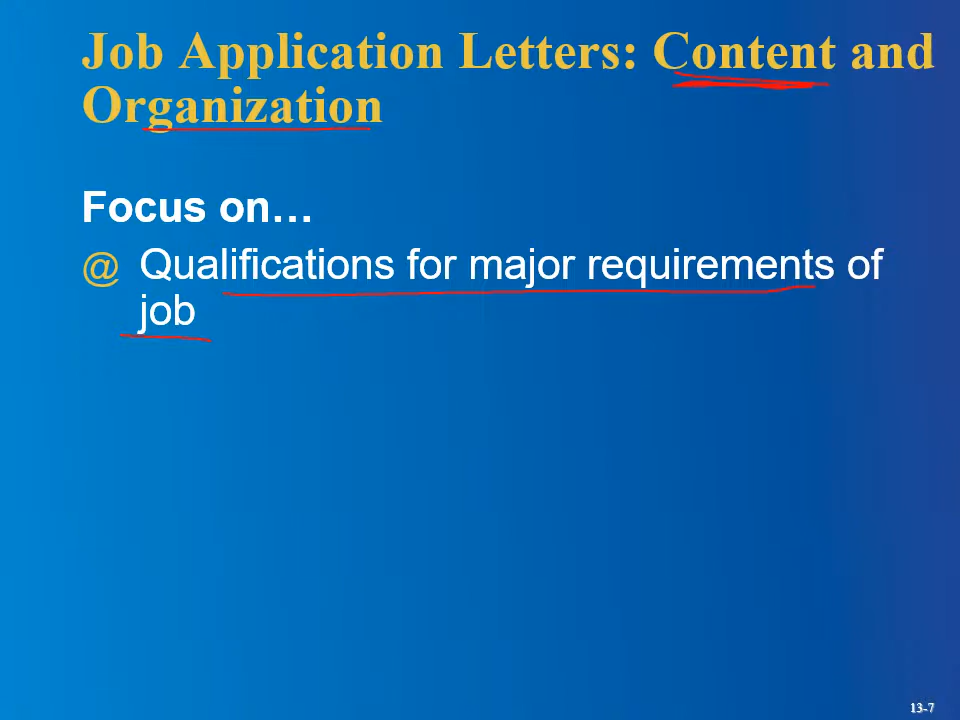 Job Application Letters: Content and
Organization
Focus on…
@ Qualifications for major requirements of
job
13-7